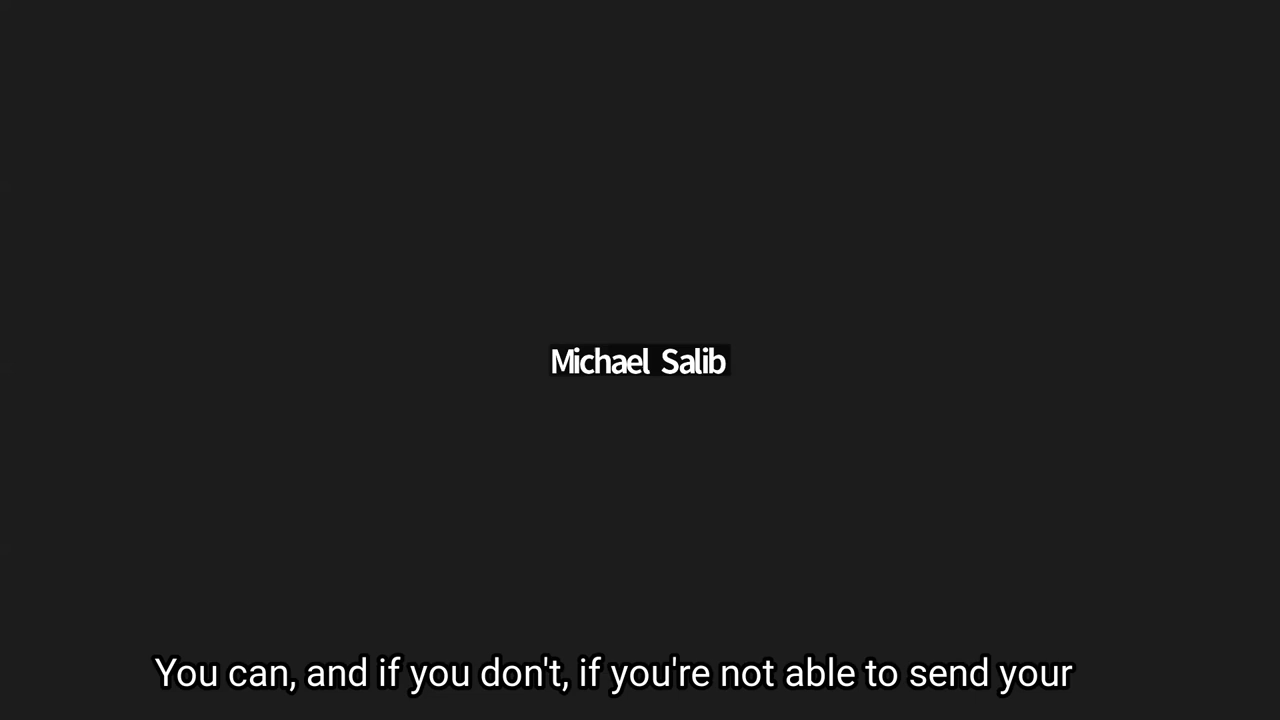 Michael Salib
You can, and if you don't, if you're not able to send your